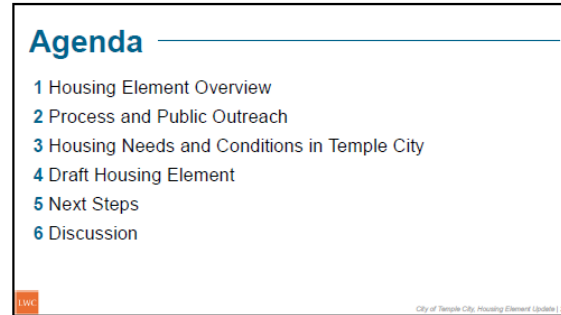 Agenda
1 Housing Element Overview
2 Process and Public Outreach
3 Housing Needs and Conditions in Temple City
4 Draft Housing Element
5 Next Steps
6 Discussion
LWC
City of Temple City, Housing Element Update |